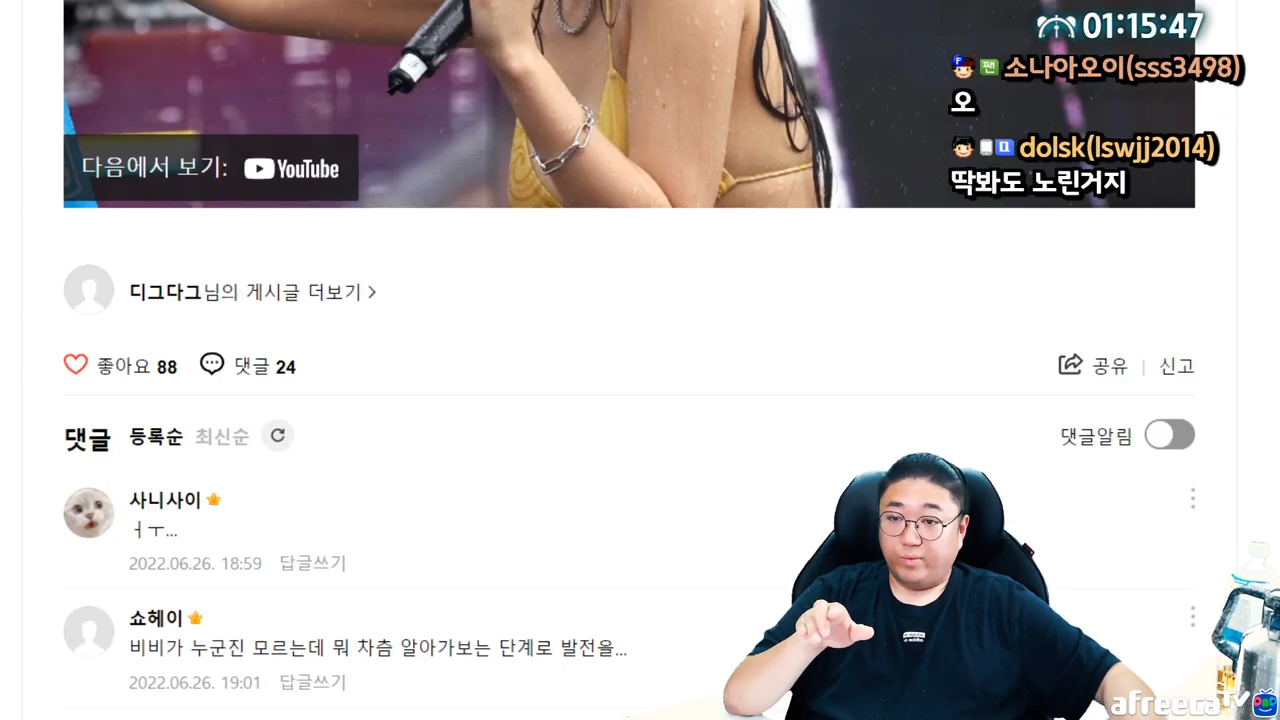 01:15:47
소나아오이(sss3498)
오
dolsk(lswjj2014)
딱봐도 노린거지
다음에서 보기: YouTube
디그다그님의 게시글 더보기 >
좋아요 88 댓글 24
공유 | 신고
댓글 등록순 최신순
댓글알림
사니사이
ㅓㅜ...
2022.06.26. 18:59 답글쓰기
쇼헤이
비비가 누군진 모르는데 뭐 차츰 알아가보는 단계로 발전을...
2022.06.26. 19:01 답글쓰기
afreecaTV